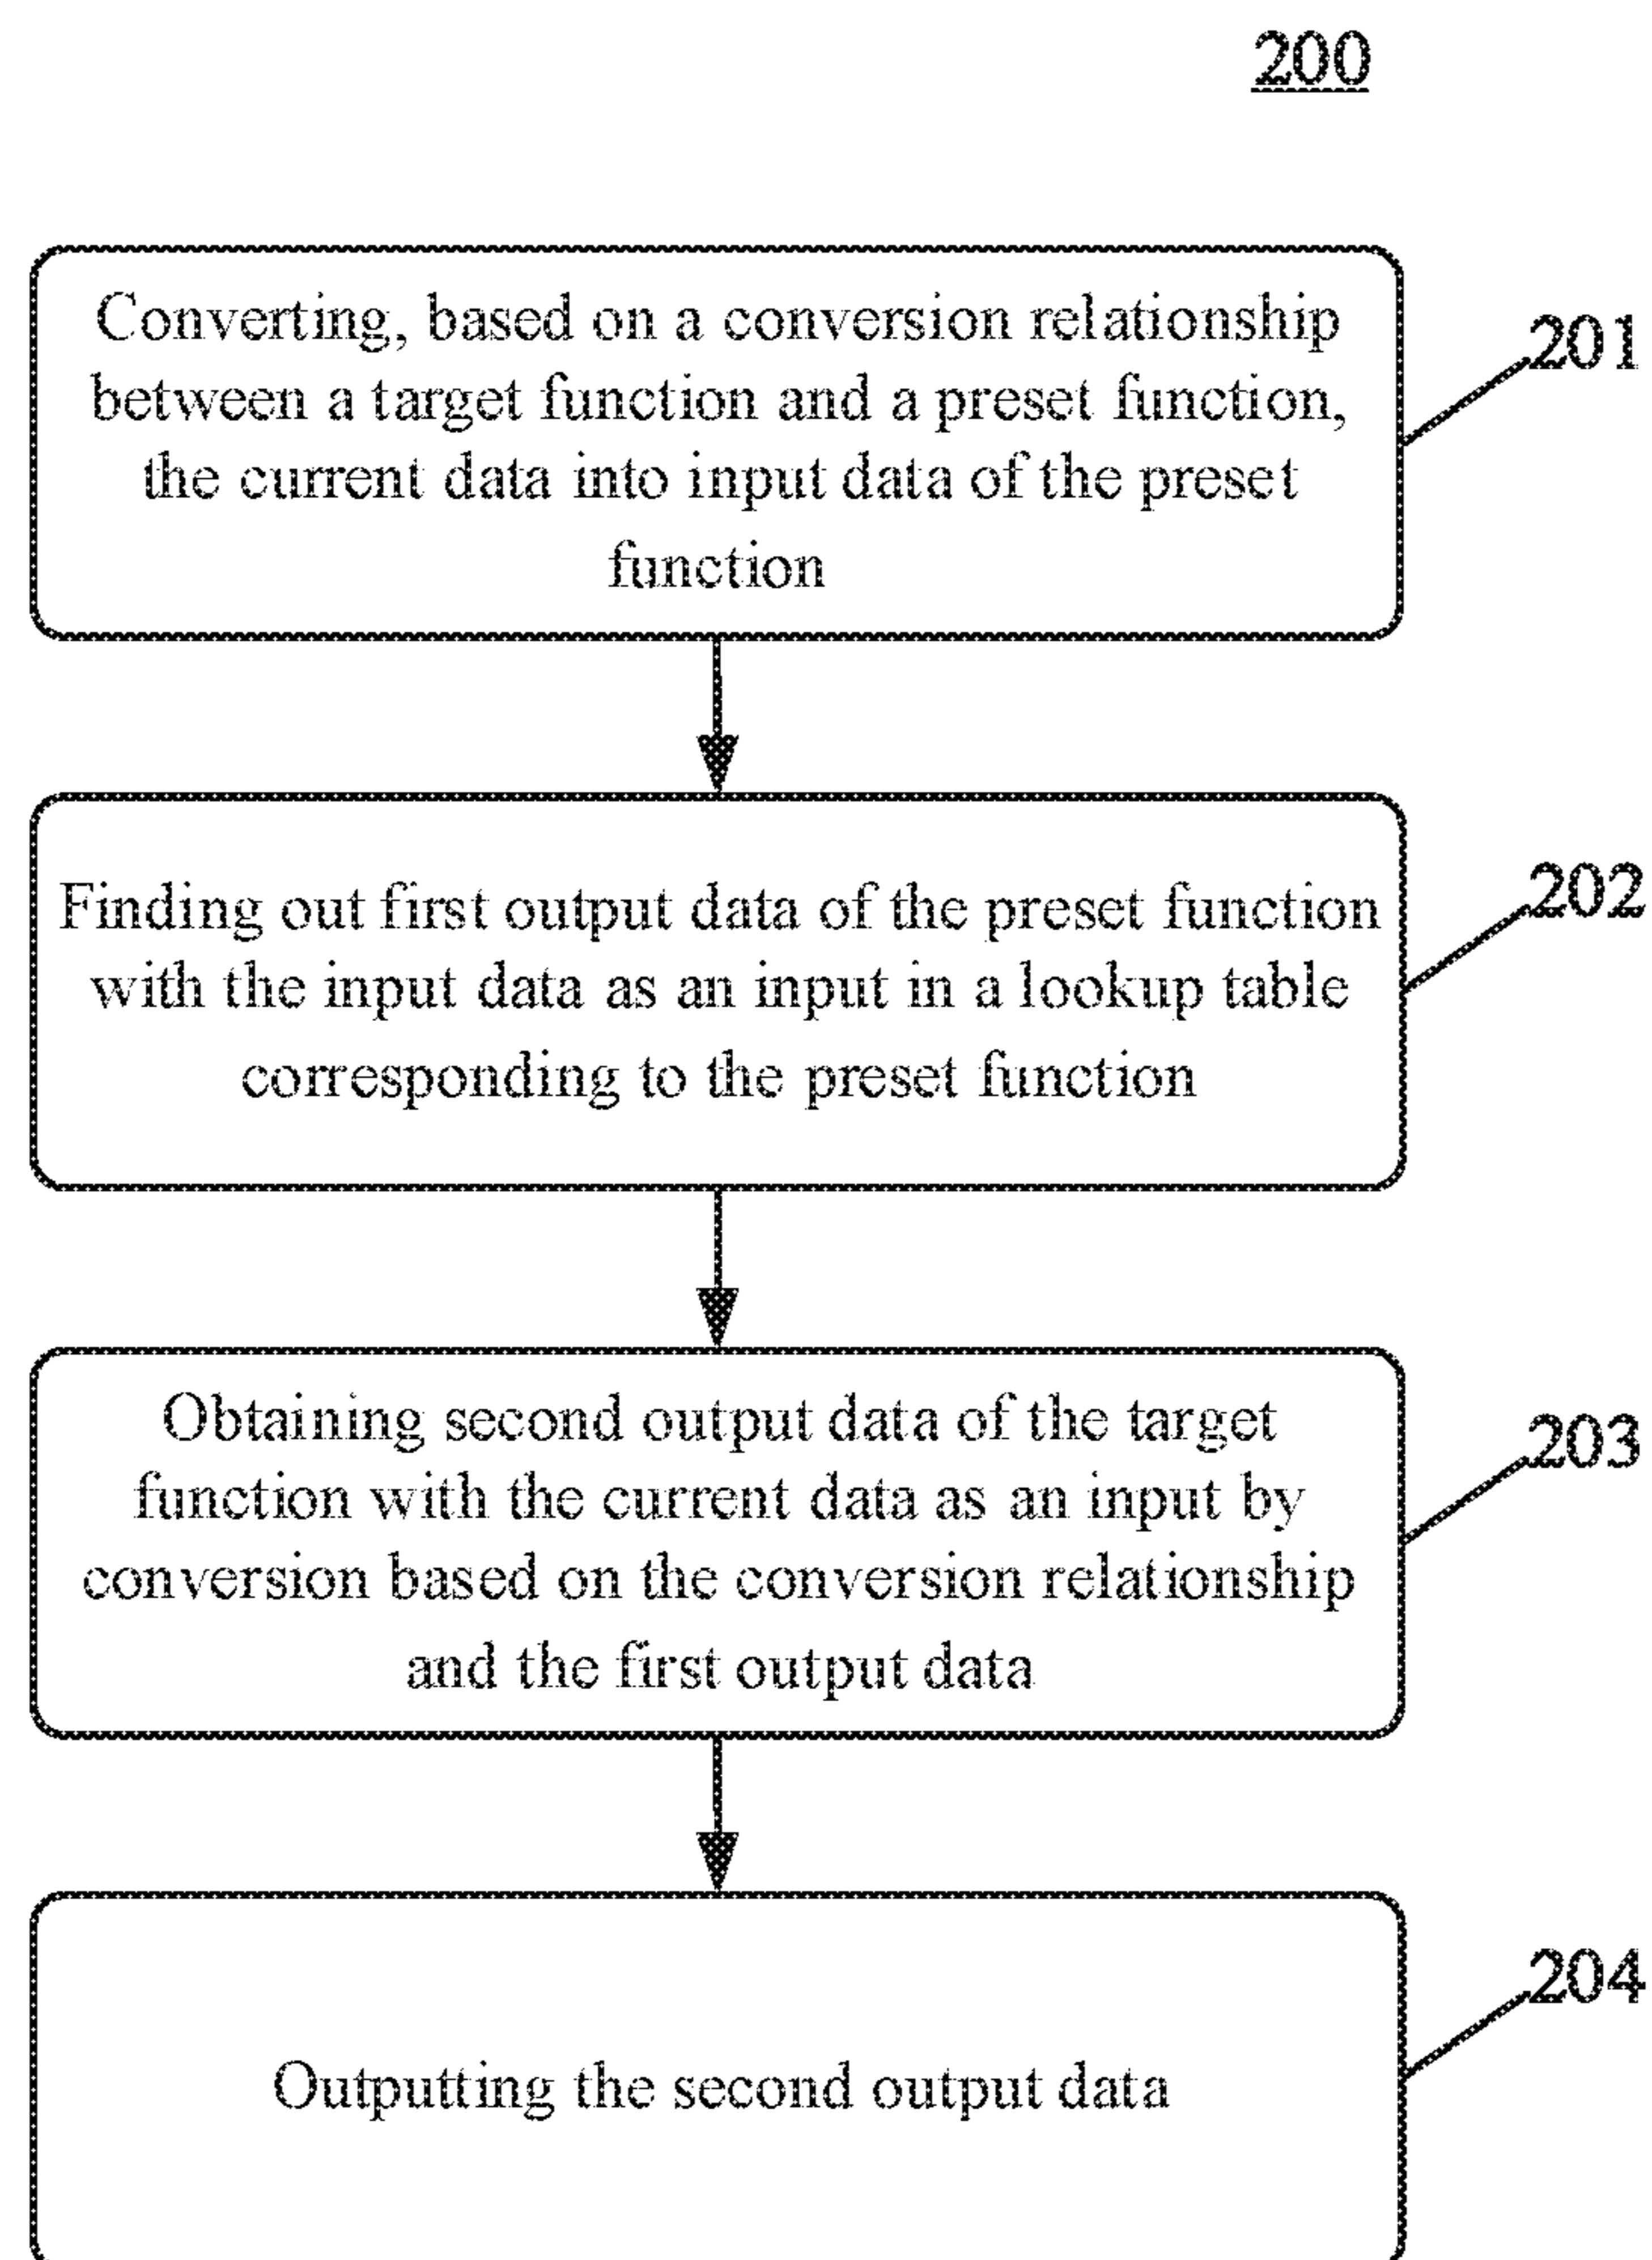 200
Converting, based on a conversion relationship
between a target function and a preset function,
the current data into input data of the preset
function
201
Finding out first output data of the preset function
with the input data as an input in a lookup table
corresponding to the preset function
202
Obtaining second output data of the target
function with the current data as an input by
conversion based on the conversion relationship
and the first output data
203
Outputting the second output data
204